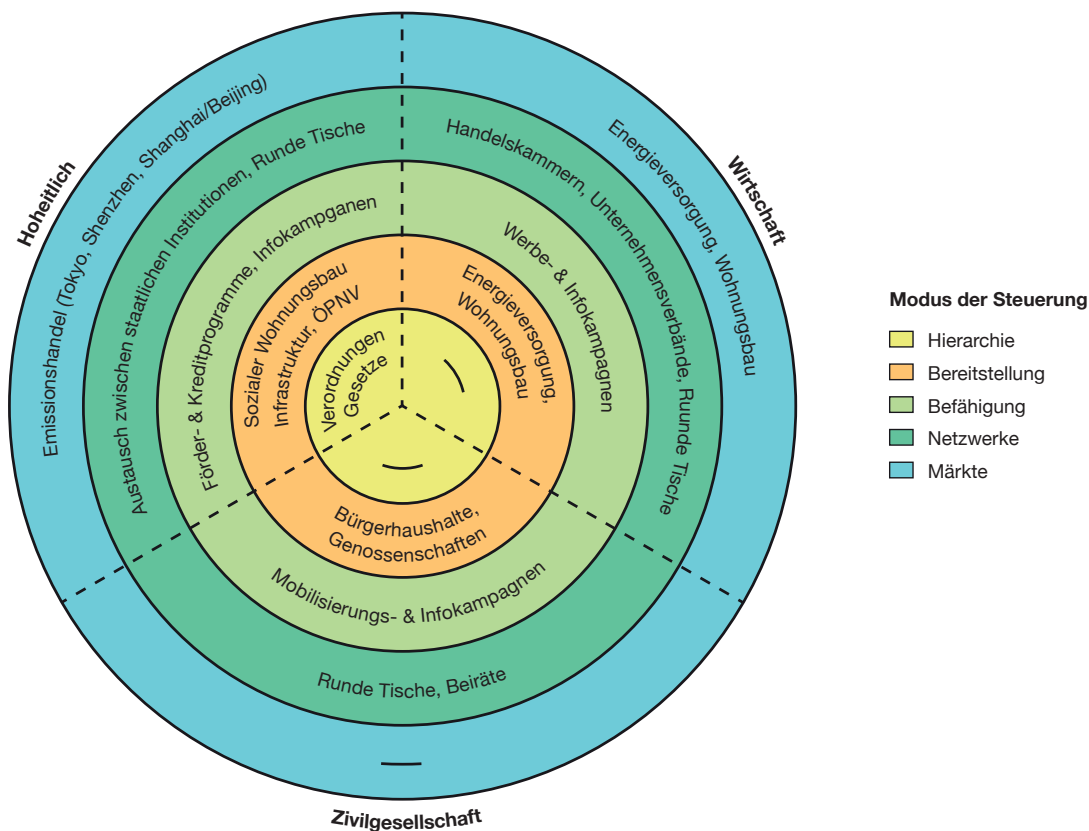 Hoheitlich
Emissionshandel (Tokyo, Shenzhen, Shanghai/Beijing)
Austausch zwischen staatlichen Institutionen, Runde Tische
Förder- & Kreditprogramme, Infokampganen
Sozialer Wohnungsbau
Infrastruktur, ÖPNV
Verordnungen
Gesetze
Wirtschaft
Energieversorgung, Wohnungsbau
Handelskammern, Unternehmensverbände, Ruunde Tische
Werbe- & Infokampagnen
Energieversorgung,
Wohnungsbau
—
—
Bürgerhaushalte,
Genossenschaften
Mobilisierungs- & Infokampagnen
Runde Tische, Beiräte
—
Zivilgesellschaft
Modus der Steuerung
Hierarchie
Bereitstellung
Befähigung
Netzwerke
Märkte